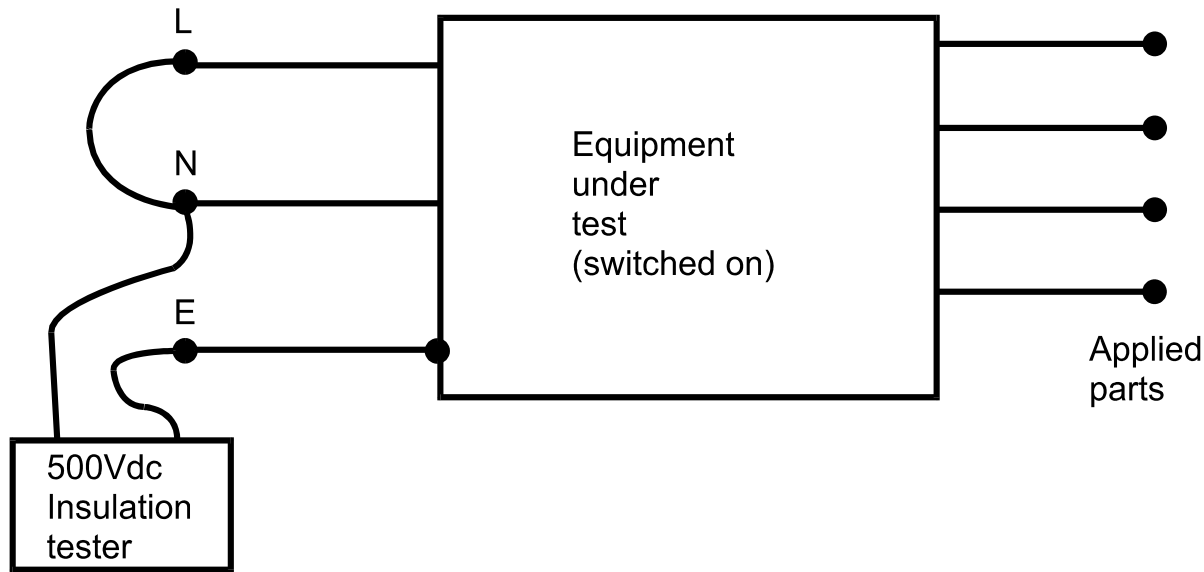 L
N
E
Equipment
under
test
(switched on)
Applied
parts
500Vdc
Insulation
tester